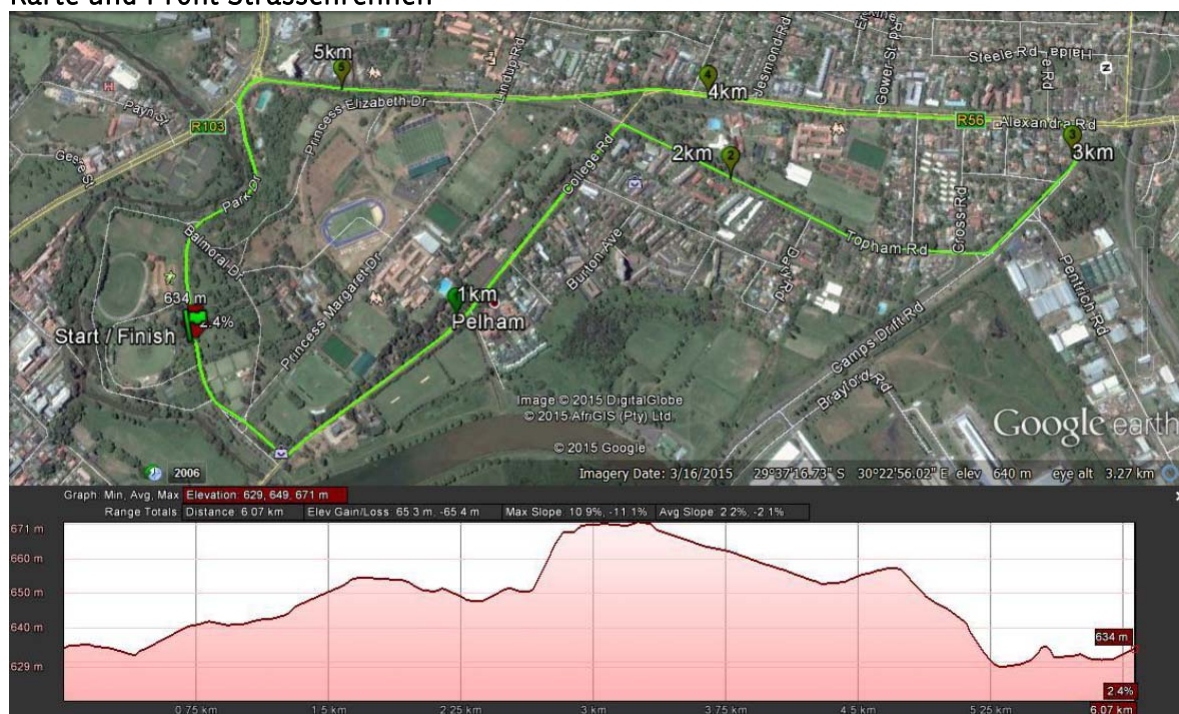 Karte und Profil Strassenrennen
5km
4km
Steele Rd
Jesmond Rd
Gower St
Payn St
Princess Elizabeth Dr
R103
R56
Alexandra Rd
2km
3km
College Rd
Park Dr
Cross Rd
Balmoral Dr
Topham Rd
Burton Ave
Dark Rd
Princess Margaret Dr
Pentrich Rd
634 m
1km
Start / Finish
2.4%
Pelham
Camps Drift Rd
Brayford Rd
Image © 2015 DigitalGlobe
© 2015 AfriGIS (Pty) Ltd.
Google earth
© 2015 Google
2006
Imagery Date: 3/16/2015 29°37'16.73" S 30°22'56.02" E elev 640 m eye alt 3.27 km
Graph: Min, Avg, Max Elevation: 629, 649, 671 m
Range Totals: Distance: 6.07 km Elev Gain/Loss: 65.3 m, -65.4 m Max Slope: 10.9%, -11.1% Avg Slope: 2.2%, -2.1%
671 m
660 m
650 m
640 m
634 m
629 m
2.4%
0.75 km 1.5 km 2.25 km 3 km 3.75 km 4.5 km 5.25 km 6.07 km